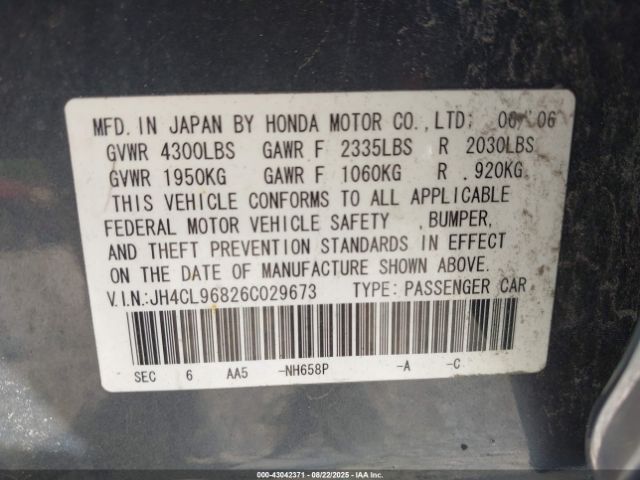 MFD. IN JAPAN BY HONDA MOTOR CO., LTD; 06
GVWR 4300LBS GAWR F 2335LBS R 2030LBS
GVWR 1950KG GAWR F 1060KG R .920KG
THIS VEHICLE CONFORMS TO ALL APPLICABLE
FEDERAL MOTOR VEHICLE SAFETY , BUMPER,
AND THEFT PREVENTION STANDARDS IN EFFECT
ON THE DATE OF MANUFACTURE SHOWN ABOVE.
V.I.N.:JH4CL96826C029673 TYPE: PASSENGER CAR
SEC 6 AA5 -NH658P -A -C
000-43042371 - 08/22/2025 - IAAI.COM